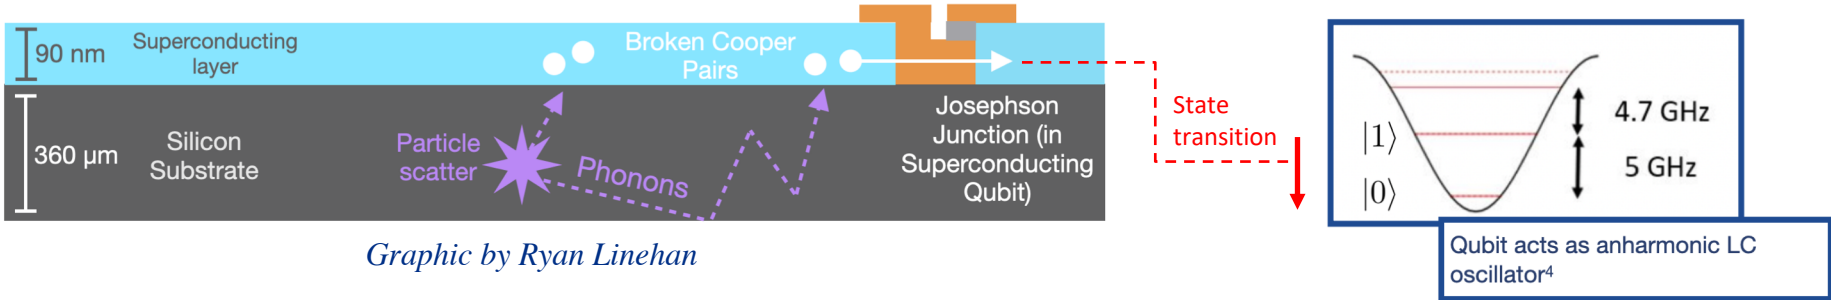 90 nm
Superconducting
layer
Broken Cooper
Pairs
360 µm
Silicon
Substrate
Particle
scatter
Phonons
Josephson
Junction (in
Superconducting
Qubit)
State
transition
|1⟩
|0⟩
4.7 GHz
5 GHz
Qubit acts as anharmonic LC
oscillator⁴
Graphic by Ryan Linehan